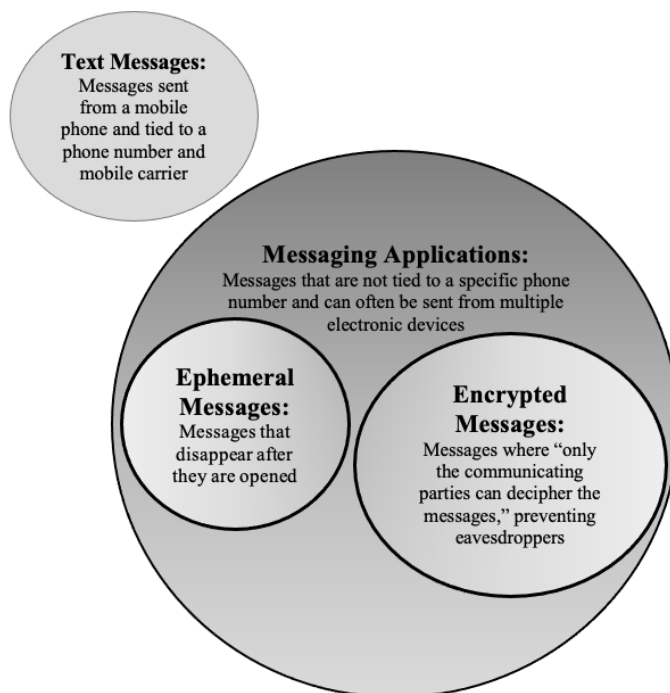 Text Messages:
Messages sent
from a mobile
phone and tied to a
phone number and
mobile carrier
Messaging Applications:
Messages that are not tied to a specific phone
number and can often be sent from multiple
electronic devices
Ephemeral
Messages:
Messages that
disappear after
they are opened
Encrypted
Messages:
Messages where “only
the communicating
parties can decipher the
messages,” preventing
eavesdroppers